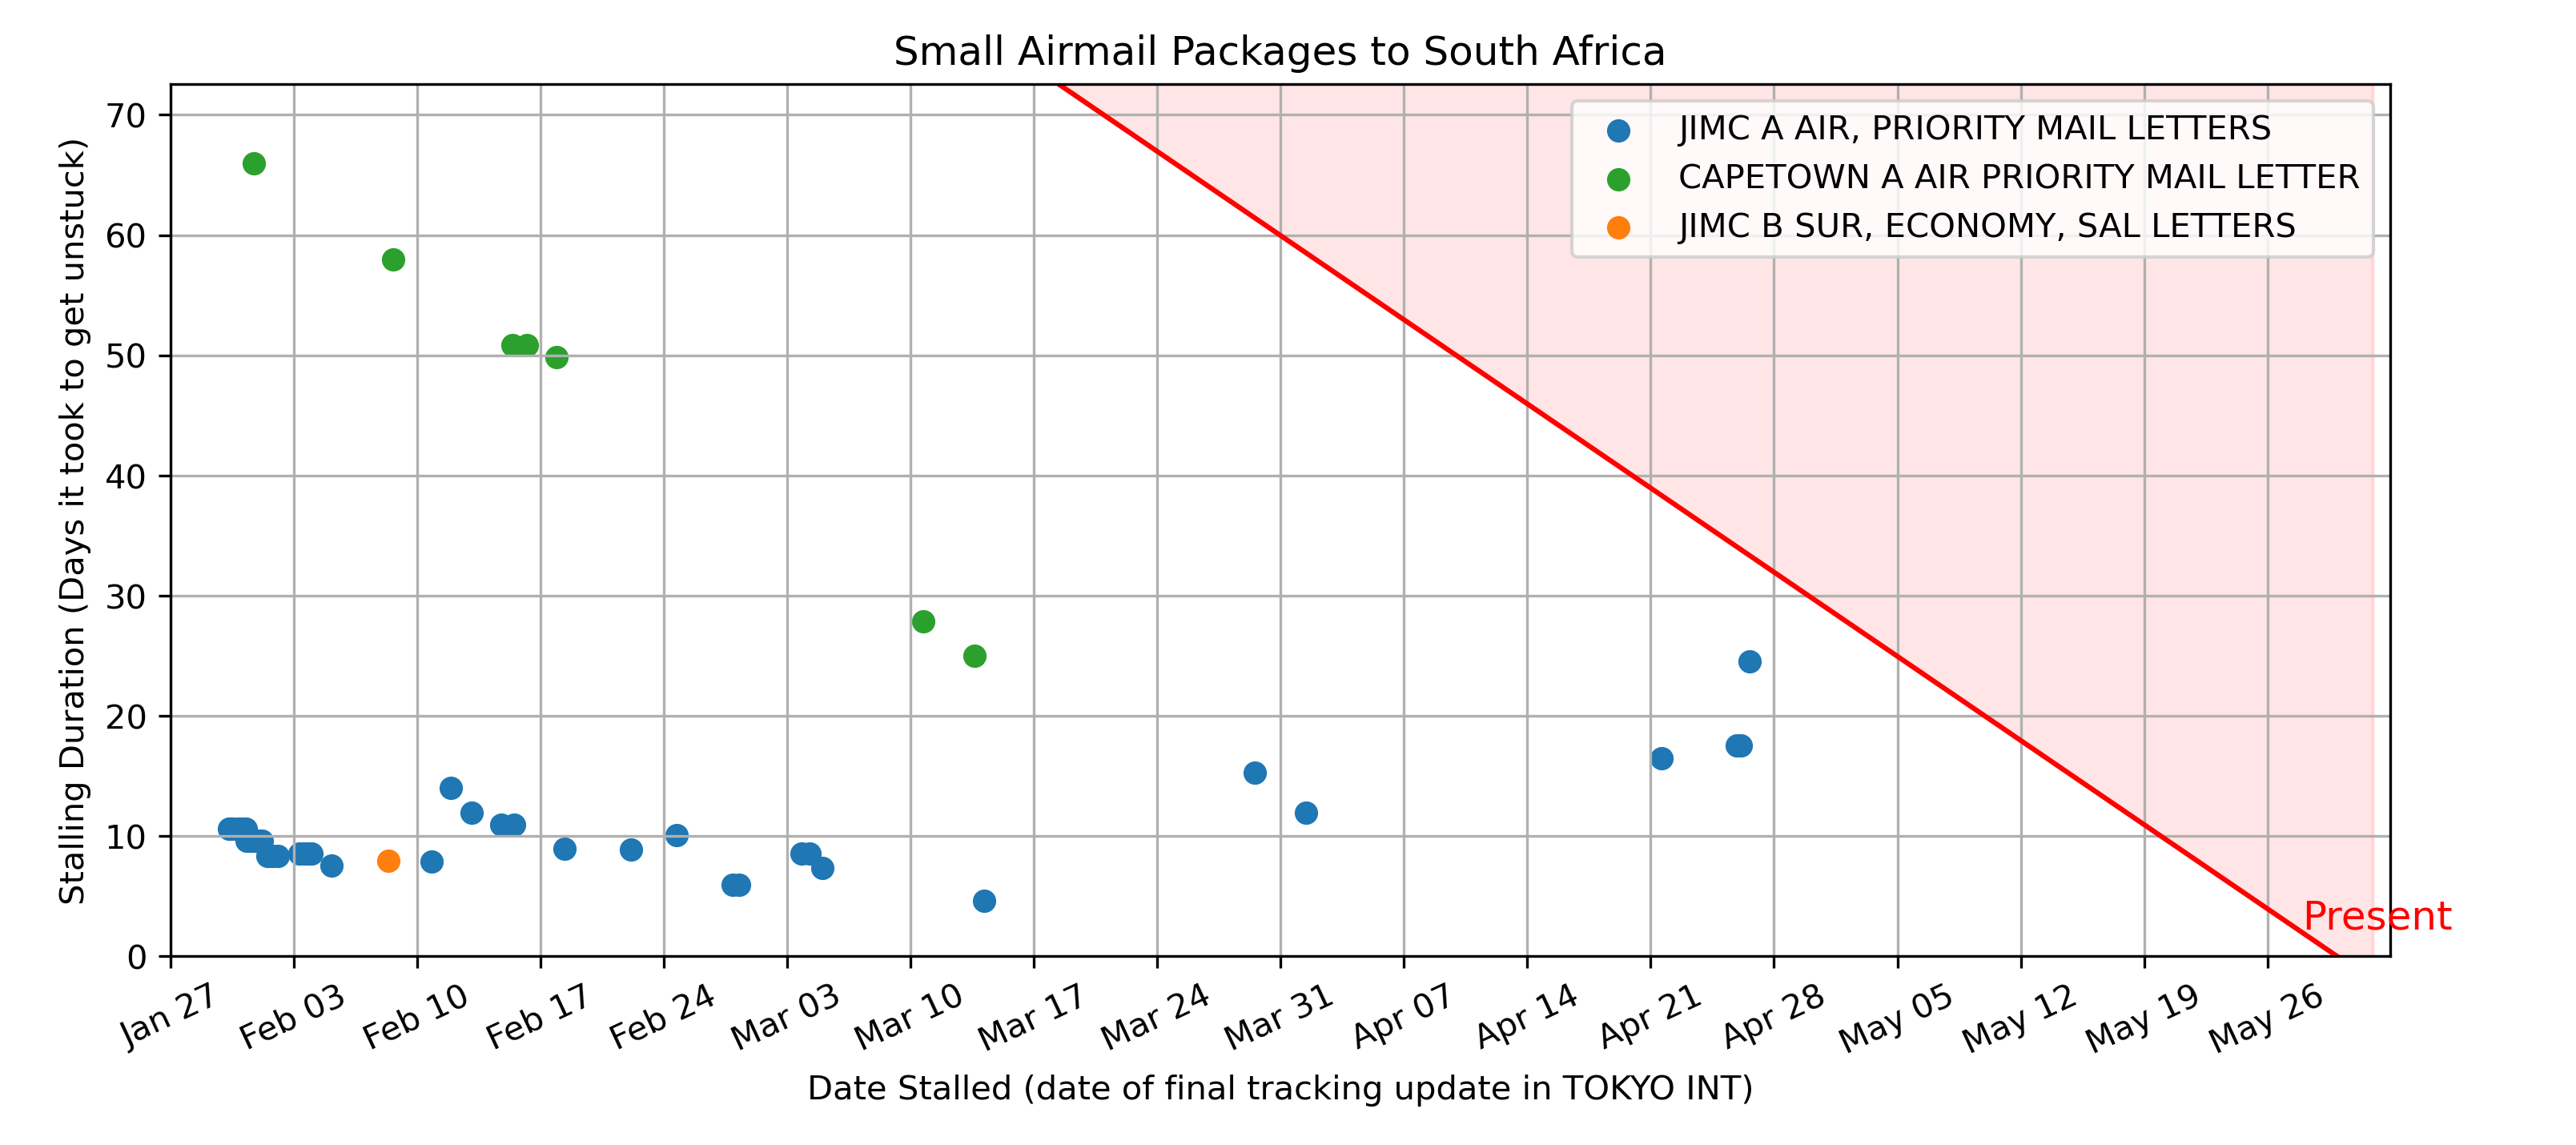 Small Airmail Packages to South Africa
Stalling Duration (Days it took to get unstuck)
70
60
50
40
30
20
10
0
JIMC A AIR, PRIORITY MAIL LETTERS
CAPETOWN A AIR PRIORITY MAIL LETTER
JIMC B SUR, ECONOMY, SAL LETTERS
Present
Jan 27
Feb 03
Feb 10
Feb 17
Feb 24
Mar 03
Mar 10
Mar 17
Mar 24
Mar 31
Apr 07
Apr 14
Apr 21
Apr 28
May 05
May 12
May 19
May 26
Date Stalled (date of final tracking update in TOKYO INT)